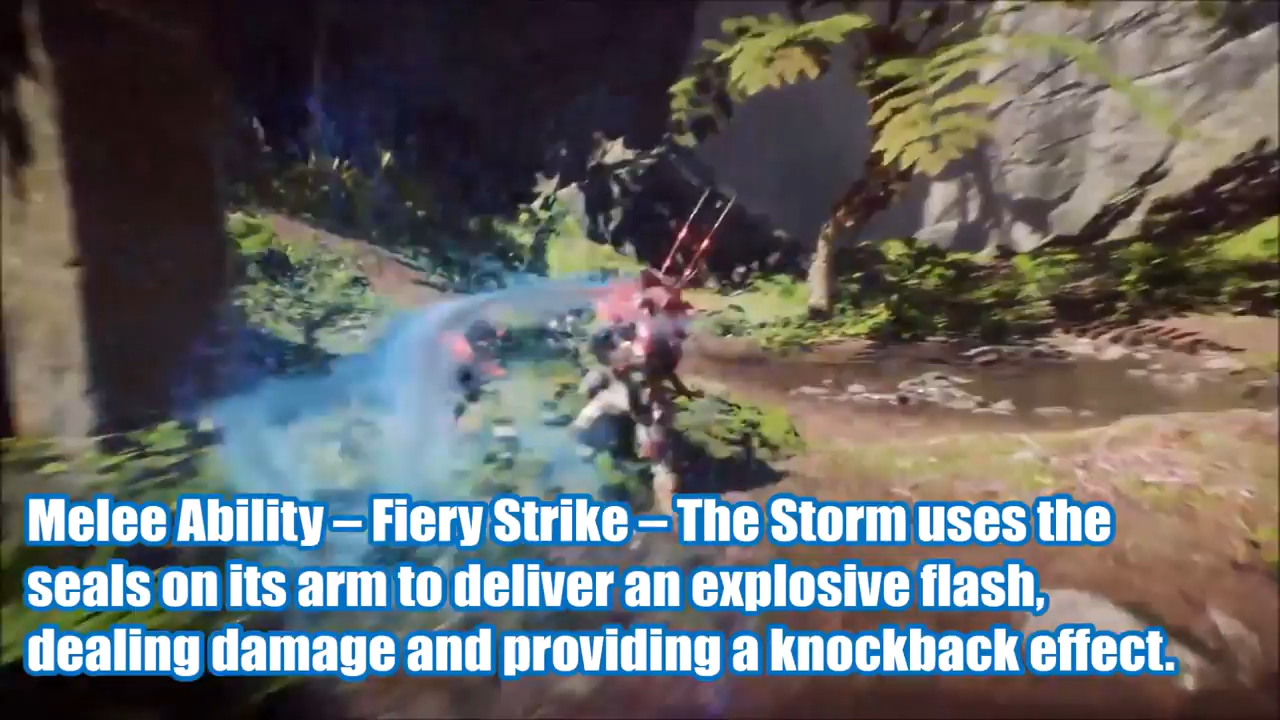 Melee Ability – Fiery Strike – The Storm uses the
seals on its arm to deliver an explosive flash,
dealing damage and providing a knockback effect.